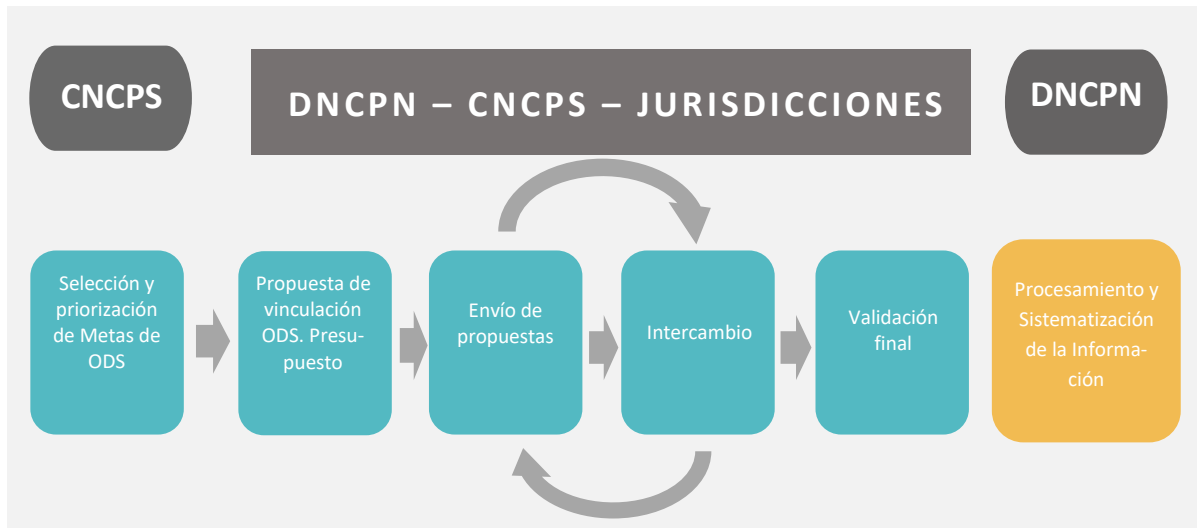 CNCPS
DNCPN – CNCPS – JURISDICCIONES
DNCPN
Selección y
priorización
de Metas de
ODS
Propuesta de
vinculación
ODS. Presu-
puesto
Envío de
propuestas
Intercambio
Validación
final
Procesamiento y
Sistematización
de la Informa-
ción